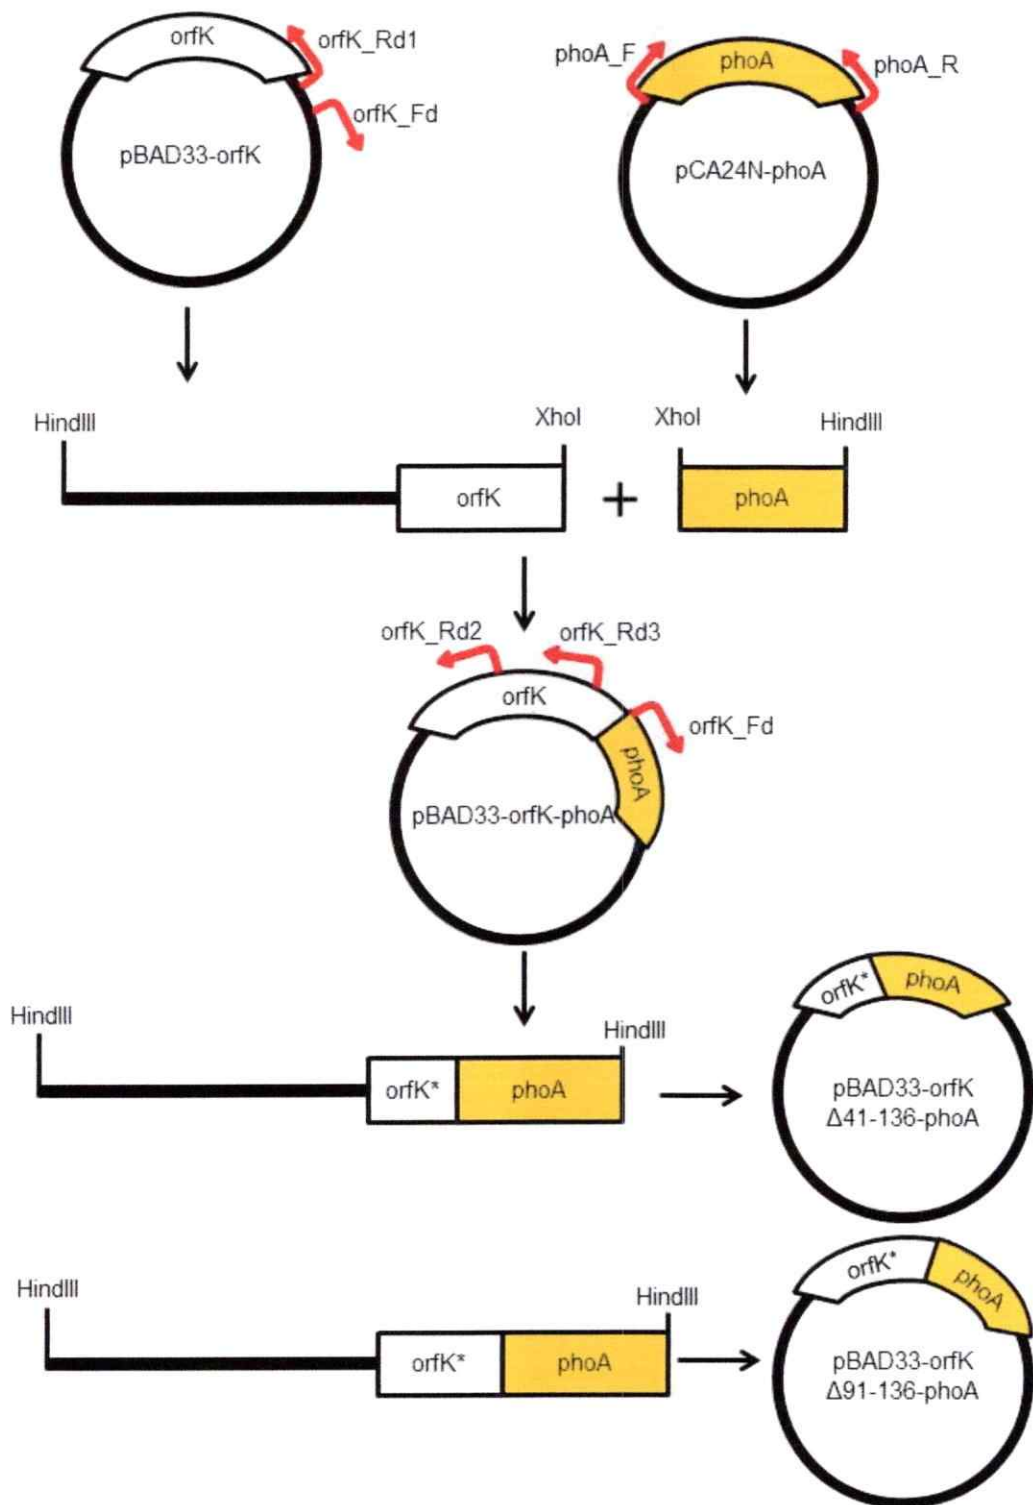 orfK
orfK_Rd1
orfK_Fd
pBAD33-orfK
phoA_F
phoA
phoA_R
pCA24N-phoA
HindIII
XhoI
orfK
XhoI
HindIII
phoA
orfK_Rd2
orfK_Rd3
orfK
orfK_Fd
phoA
pBAD33-orfK-phoA
HindIII
HindIII
orfK*
phoA
orfK*
phoA
pBAD33-orfK
Δ41-136-phoA
HindIII
HindIII
orfK*
phoA
orfK*
phoA
pBAD33-orfK
Δ91-136-phoA